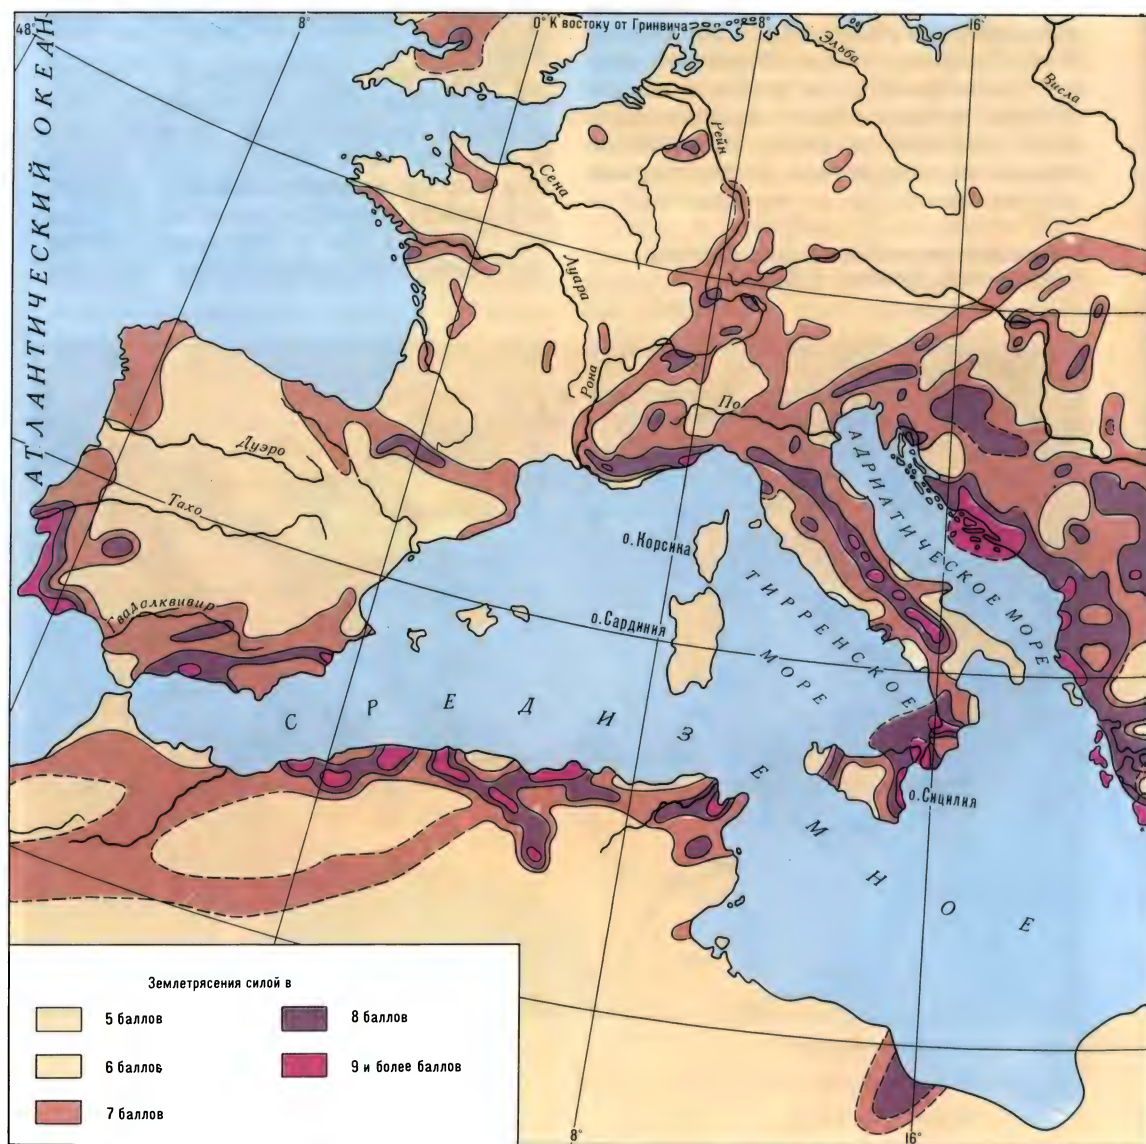 48°
8°
0° К востоку от Гринвича
8°
16°
АТЛАНТИЧЕСКИЙ ОКЕАН
Эльба
Висла
Рейн
Сена
Луара
Рона
По
Дуэро
Тахо
Гвадалквивир
АДРИАТИЧЕСКОЕ МОРЕ
о. Корсика
о. Сардиния
ТИРРЕНСКОЕ
МОРЕ
СРЕДИЗЕМНОЕ
о. Сицилия
Землетрясения силой в
5 баллов
6 баллов
7 баллов
8 баллов
9 и более баллов
8°
16°